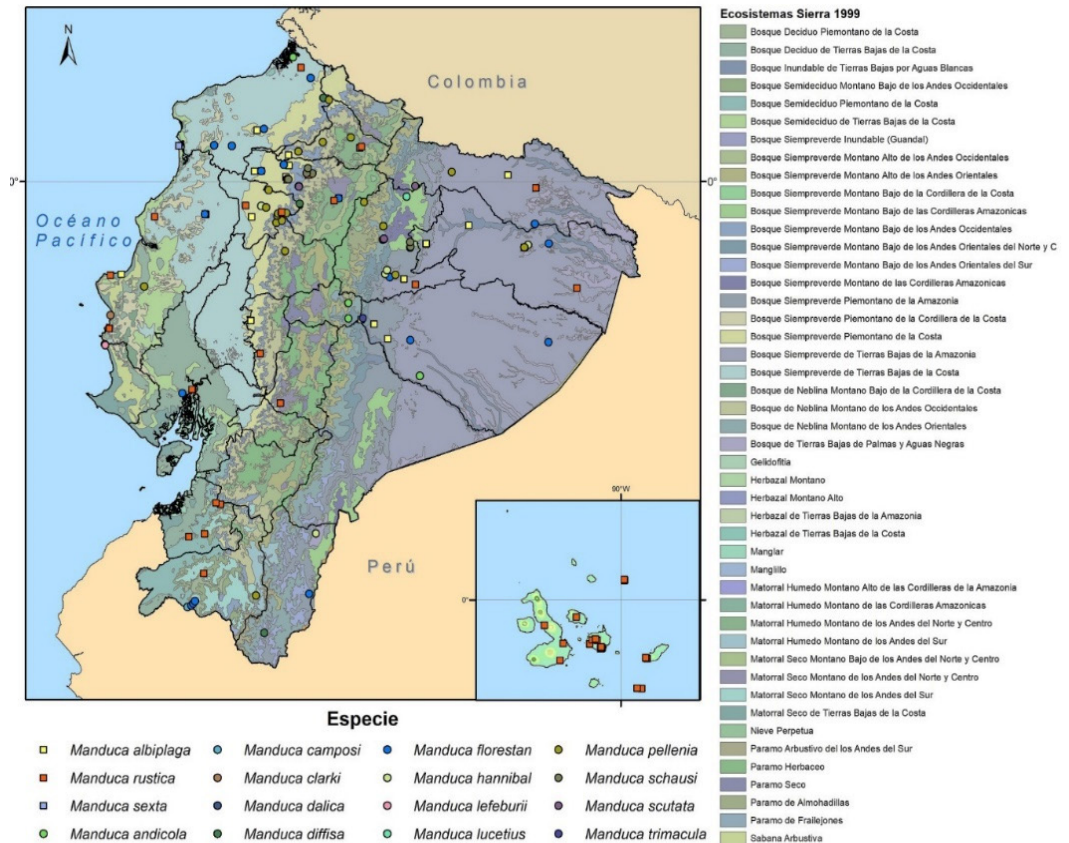 N
Colombia
0°
0°
Océano
Pacífico
Perú
90°W
0°
Especie
Manduca albiplaga
Manduca rustica
Manduca sexta
Manduca andicola
Manduca camposi
Manduca clarki
Manduca dalica
Manduca diffisa
Manduca florestan
Manduca hannibal
Manduca lefeburii
Manduca lucetius
Manduca pellenia
Manduca schausi
Manduca scutata
Manduca trimacula
Ecosistemas Sierra 1999
Bosque Deciduo Piemontano de la Costa
Bosque Deciduo de Tierras Bajas de la Costa
Bosque Inundable de Tierras Bajas por Aguas Blancas
Bosque Semideciduo Montano Bajo de los Andes Occidentales
Bosque Semideciduo Piemontano de la Costa
Bosque Semideciduo de Tierras Bajas de la Costa
Bosque Siempreverde Inundable (Guandal)
Bosque Siempreverde Montano Alto de los Andes Occidentales
Bosque Siempreverde Montano Alto de los Andes Orientales
Bosque Siempreverde Montano Bajo de la Cordillera de la Costa
Bosque Siempreverde Montano Bajo de las Cordilleras Amazonicas
Bosque Siempreverde Montano Bajo de los Andes Occidentales
Bosque Siempreverde Montano Bajo de los Andes Orientales del Norte y C
Bosque Siempreverde Montano Bajo de los Andes Orientales del Sur
Bosque Siempreverde Montano de las Cordilleras Amazonicas
Bosque Siempreverde Piemontano de la Amazonia
Bosque Siempreverde Piemontano de la Cordillera de la Costa
Bosque Siempreverde Piemontano de la Costa
Bosque Siempreverde de Tierras Bajas de la Amazonia
Bosque Siempreverde de Tierras Bajas de la Costa
Bosque de Neblina Montano Bajo de la Cordillera de la Costa
Bosque de Neblina Montano de los Andes Occidentales
Bosque de Neblina Montano de los Andes Orientales
Bosque de Tierras Bajas de Palmas y Aguas Negras
Gelidofitia
Herbazal Montano
Herbazal Montano Alto
Herbazal de Tierras Bajas de la Amazonia
Herbazal de Tierras Bajas de la Costa
Manglar
Manglillo
Matorral Humedo Montano Alto de las Cordilleras de la Amazonia
Matorral Humedo Montano de las Cordilleras Amazonicas
Matorral Humedo Montano de los Andes del Norte y Centro
Matorral Humedo Montano de los Andes del Sur
Matorral Seco Montano Bajo de los Andes del Norte y Centro
Matorral Seco Montano de los Andes del Norte y Centro
Matorral Seco Montano de los Andes del Sur
Matorral Seco de Tierras Bajas de la Costa
Nieve Perpetua
Paramo Arbustivo del los Andes del Sur
Paramo Herbaceo
Paramo Seco
Paramo de Almohadillas
Paramo de Frailejones
Sabana Arbustiva